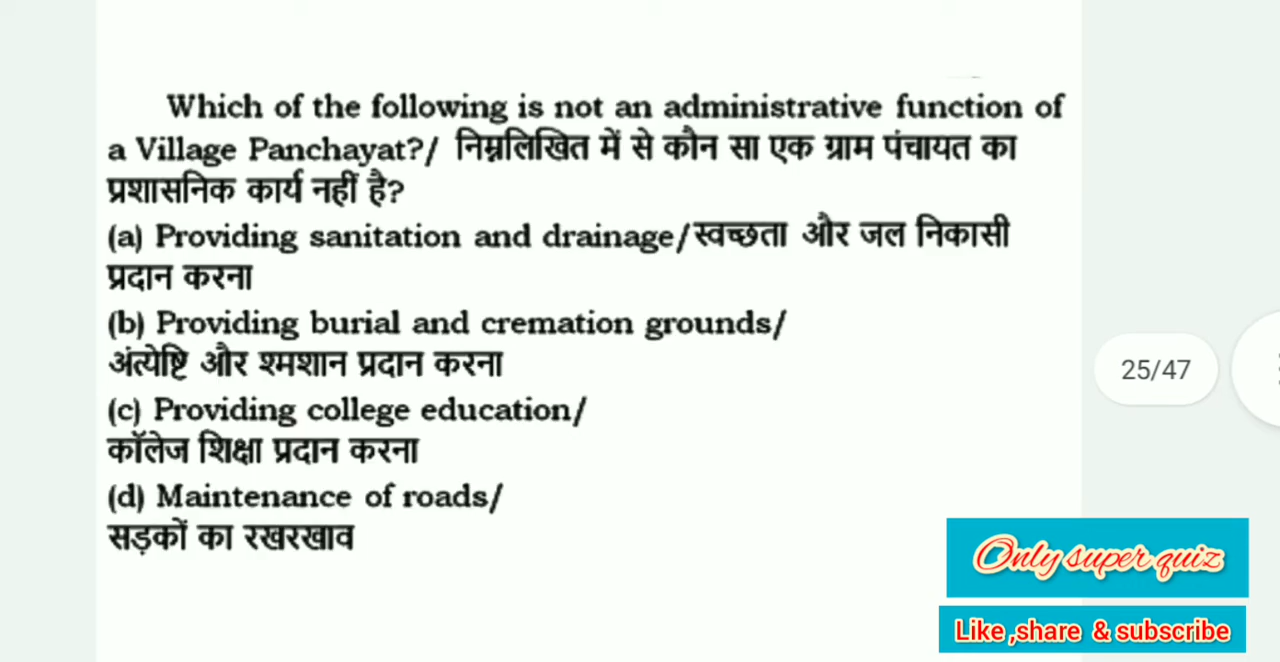 Which of the following is not an administrative function of
a Village Panchayat?/ निम्नलिखित में से कौन सा एक ग्राम पंचायत का
प्रशासनिक कार्य नहीं है?
(a) Providing sanitation and drainage/स्वच्छता और जल निकासी
प्रदान करना
(b) Providing burial and cremation grounds/
अंत्येष्टि और श्मशान प्रदान करना
(c) Providing college education/
कॉलेज शिक्षा प्रदान करना
(d) Maintenance of roads/
सड़कों का रखरखाव
25/47
Only super quiz
Like ,share & subscribe